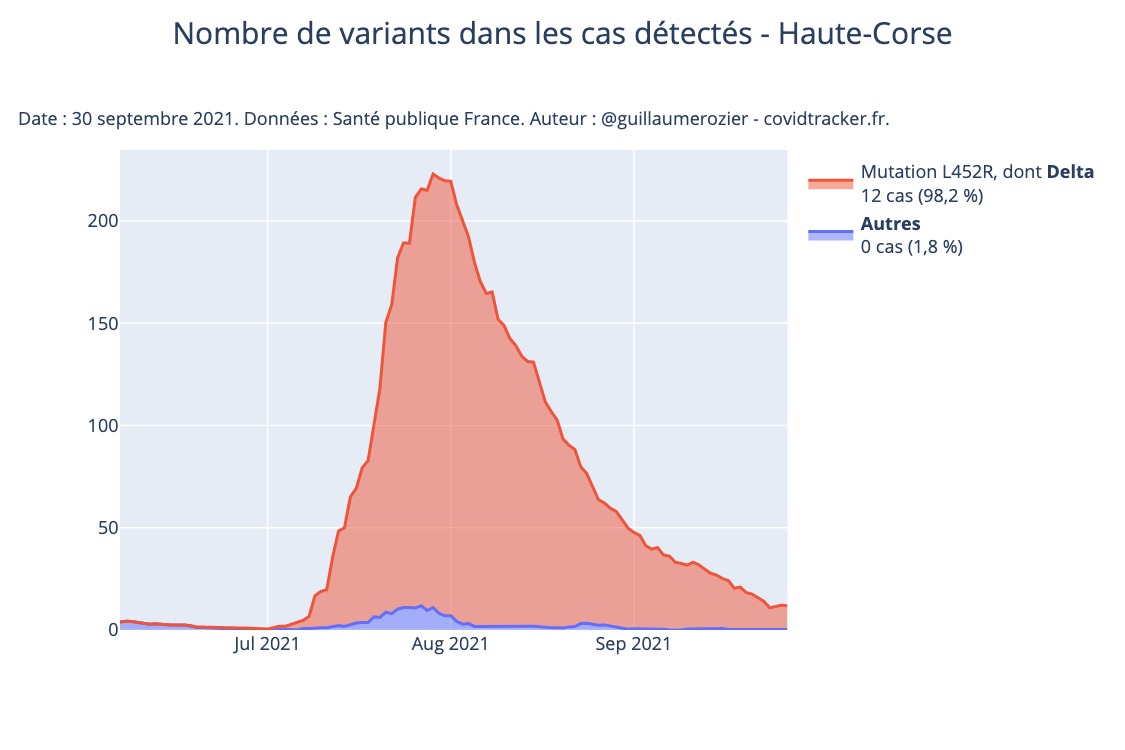 Nombre de variants dans les cas détectés - Haute-Corse
Date : 30 septembre 2021. Données : Santé publique France. Auteur : @guillaumerozier - covidtracker.fr.
Mutation L452R, dont Delta
12 cas (98,2 %)
Autres
0 cas (1,8 %)
200
150
100
50
0
Jul 2021
Aug 2021
Sep 2021